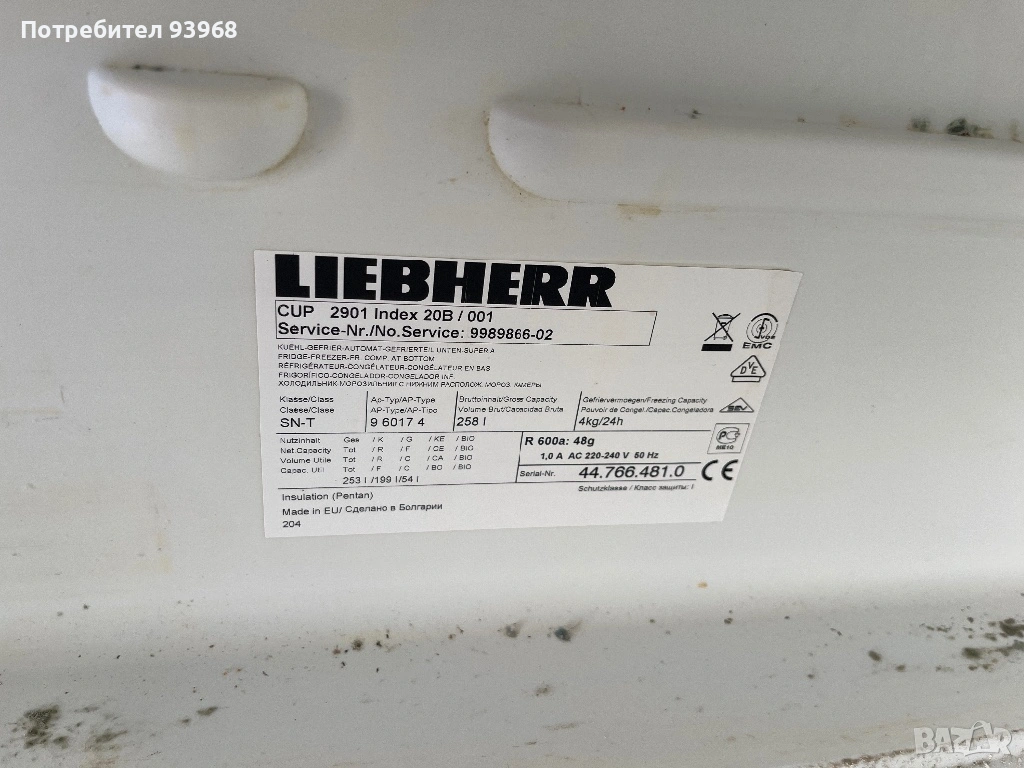 Потребител 93968
LIEBHERR
CUP 2901 Index 20B / 001
Service-Nr./No.Service: 9989866-02
KUEHL-GEFRIER-AUTOMAT-GEFRIERTEIL UNTEN-SUPER A
FRIDGE-FREEZER-FR. COMP. AT BOTTOM
RÉFRIGÉRATEUR-CONGÉLATEUR-CONGÉLATEUR EN BAS
FRIGORÍFICO-CONGELADOR-CONGELADOR INF.
ХОЛОДИЛЬНИК-МОРОЗИЛЬНИК С НИЖНИМ РАСПОЛОЖ. МОРОЗ. КАМЕРЫ
Klasse/Class Ap-Typ/AP-Type Bruttoinhalt/Gross Capacity Gefriervermoegen/Freezing Capacity
Classe/Clase AP-Type/AP-Tipo Volume Brut/Capacidad Bruta Pouvoir de Congel./Capac.Congeladora
SN-T 9 6017 4 258 l 4kg/24h
Nutzinhalt Ges / K / G / KE / BIO
Net.Capacity Tot / R / F / CE / BIO
Volume Utile Tot / R / C / CA / BIO
Capac. Util Tot / F / C / BC / BIO
253 l /199 l/54 l
R 600a: 48g
1,0 A AC 220-240 V 50 Hz
Serial-Nr. 44.766.481.0
Schutzklasse / Класс защиты: I
Insulation (Pentan)
Made in EU/ Сделано в Болгарии
204
EMC
VDE
SEV
ME10
CE
BAZAR